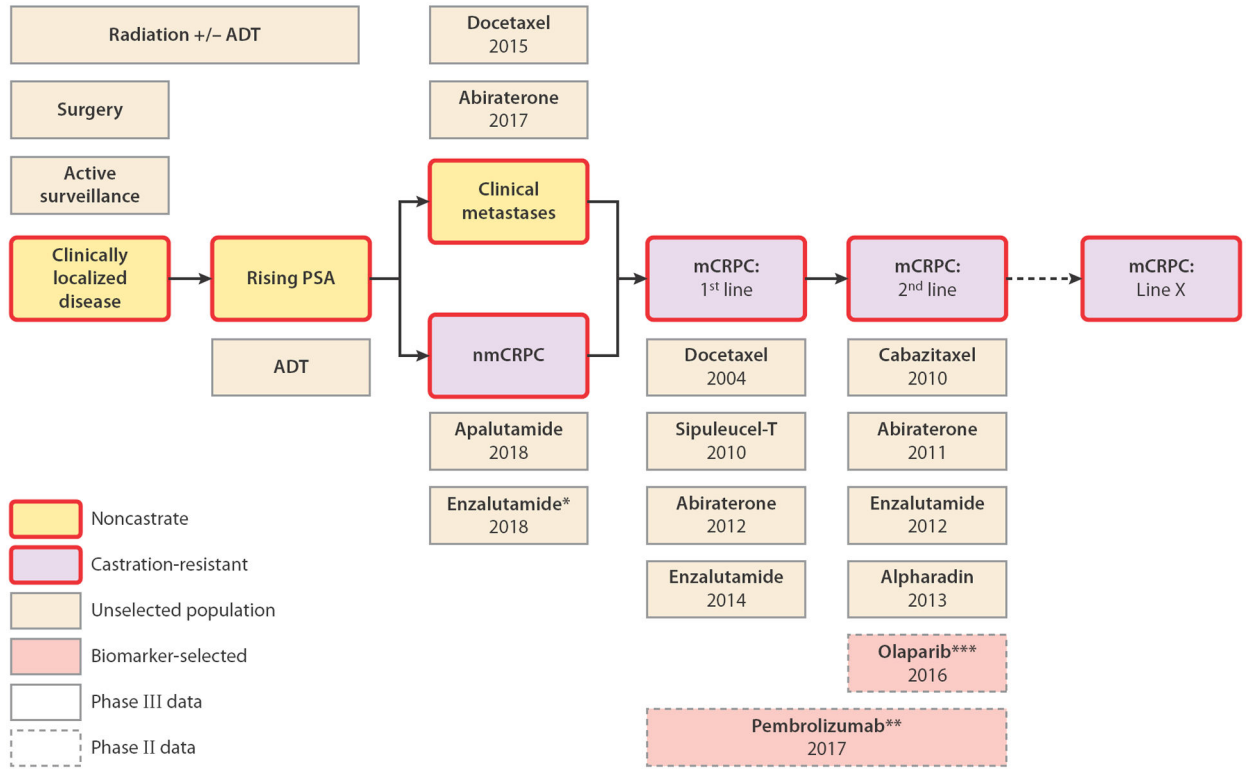 Radiation +/– ADT
Surgery
Active
surveillance
Clinically
localized
disease
Rising PSA
ADT
Docetaxel
2015
Abiraterone
2017
Clinical
metastases
nmCRPC
Apalutamide
2018
Enzalutamide*
2018
mCRPC:
1st line
Docetaxel
2004
Sipuleucel-T
2010
Abiraterone
2012
Enzalutamide
2014
mCRPC:
2nd line
Cabazitaxel
2010
Abiraterone
2011
Enzalutamide
2012
Alpharadin
2013
Olaparib***
2016
Pembrolizumab**
2017
mCRPC:
Line X
Noncastrate
Castration-resistant
Unselected population
Biomarker-selected
Phase III data
Phase II data